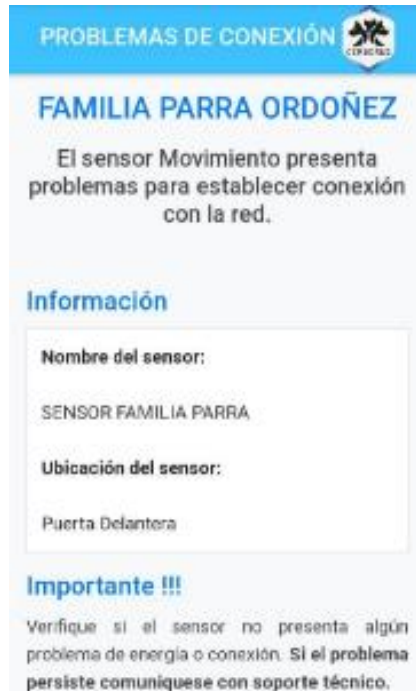 PROBLEMAS DE CONEXIÓN
FAMILIA PARRA ORDOÑEZ
El sensor Movimiento presenta
problemas para establecer conexión
con la red.
Información
Nombre del sensor:
SENSOR FAMILIA PARRA
Ubicación del sensor:
Puerta Delantera
Importante !!!
Verifique si el sensor no presenta algún
problema de energía o conexión. Si el problema
persiste comuniquese con soporte técnico.